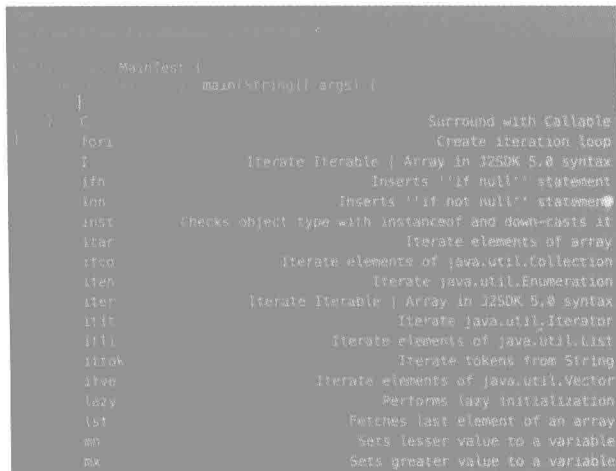 MainTest {
main(String[] args) {
}
} C Surround with Callable
} fori Create iteration loop
I Iterate Iterable | Array in J2SDK 5.0 syntax
ifn Inserts ''if null'' statement
inn Inserts ''if not null'' statement
inst Checks object type with instanceof and down-casts it
itar Iterate elements of array
itco Iterate elements of java.util.Collection
iten Iterate java.util.Enumeration
iter Iterate Iterable | Array in J2SDK 5.0 syntax
itit Iterate java.util.Iterator
itli Iterate elements of java.util.List
ittok Iterate tokens from String
itve Iterate elements of java.util.Vector
lazy Performs lazy initialization
lst Fetches last element of an array
mn Sets lesser value to a variable
mx Sets greater value to a variable